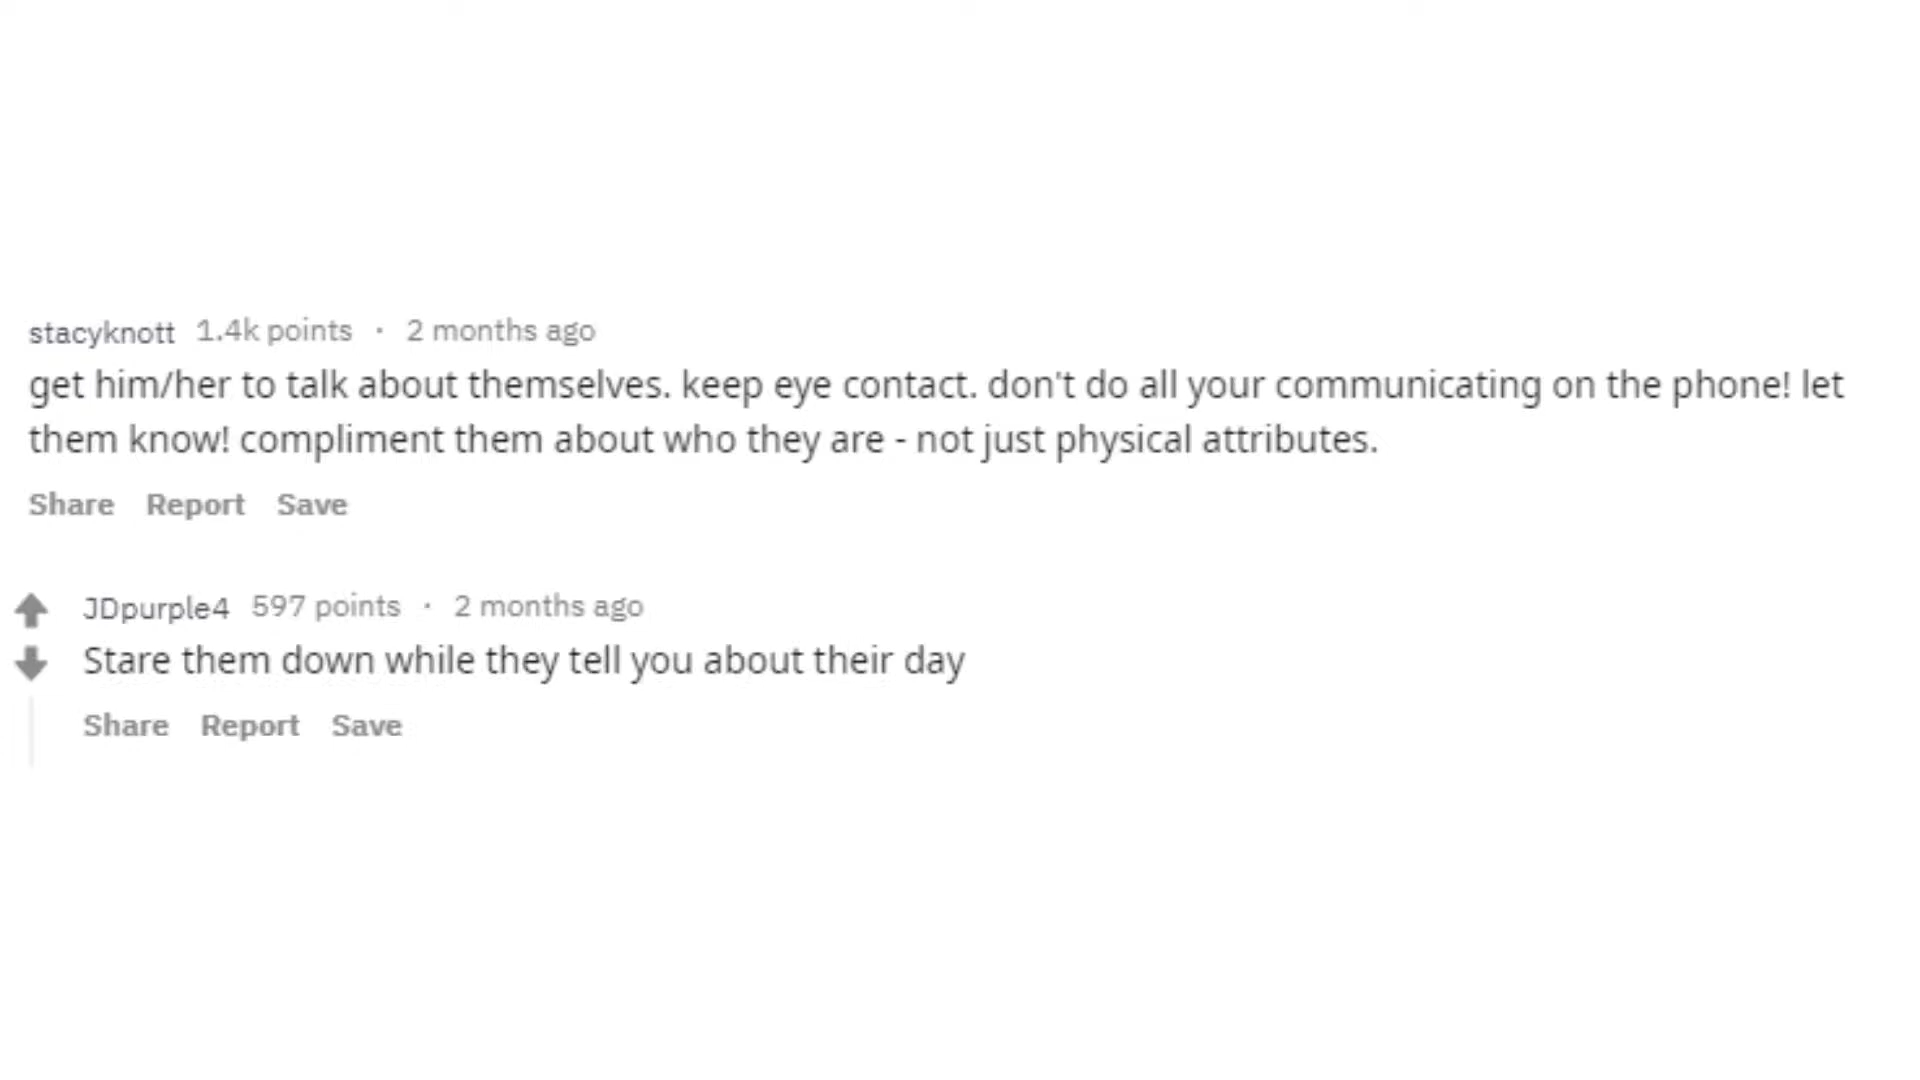 stacyknott 1.4k points · 2 months ago
get him/her to talk about themselves. keep eye contact. don't do all your communicating on the phone! let
them know! compliment them about who they are - not just physical attributes.
Share Report Save
JDpurple4 597 points · 2 months ago
Stare them down while they tell you about their day
Share Report Save